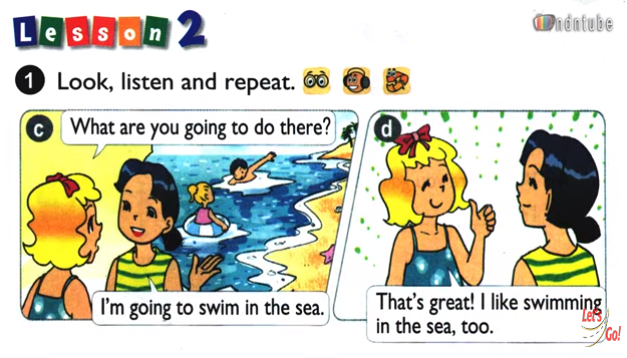 Lesson 2
ndntube
1 Look, listen and repeat.
c What are you going to do there?
I'm going to swim in the sea.
d
That's great! I like swimming
in the sea, too.
Let's
Go!